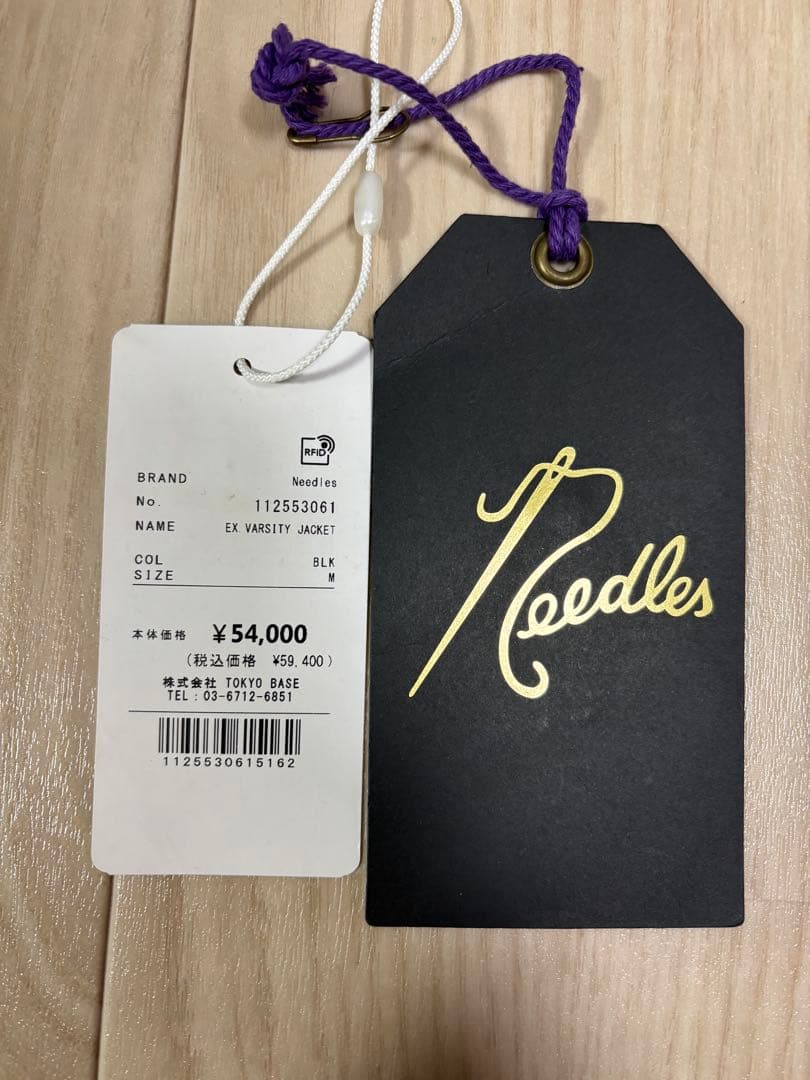 RFID
BRAND Needles
No. 112553061
NAME EX.VARSITY JACKET
COL BLK
SIZE M
本体価格 ¥54,000
(税込価格 ¥59,400)
株式会社 TOKYO BASE
TEL:03-6712-6851
1125530615162
Needles